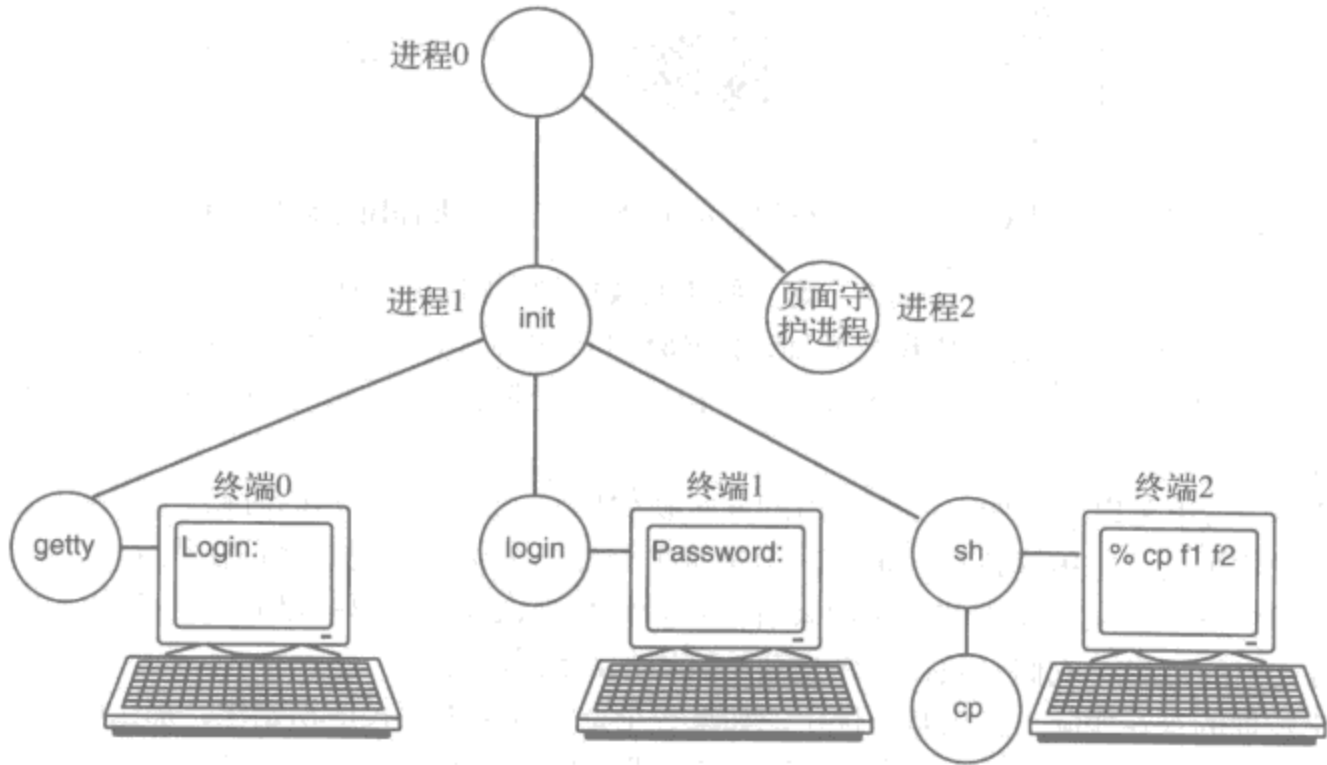 进程0
进程1
init
页面守
护进程
进程2
终端0
终端1
终端2
getty
Login:
login
Password:
sh
% cp f1 f2
cp